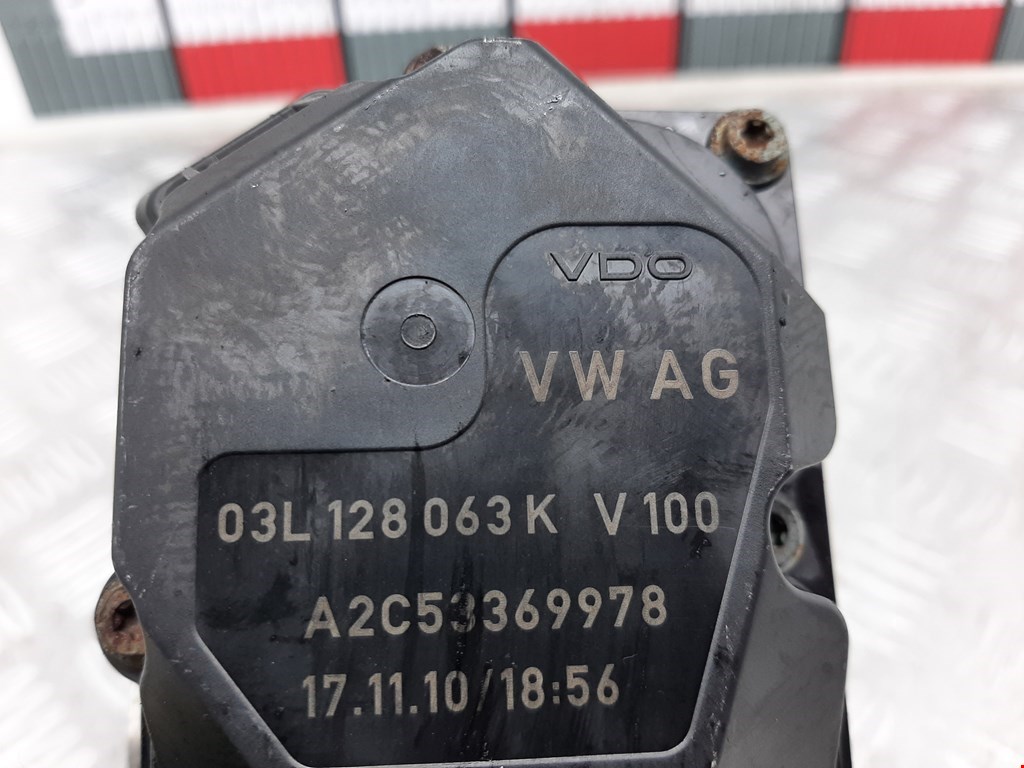 VDO
VW AG
03L 128 063 K V 100
A2C53369978
17.11.10/18:56